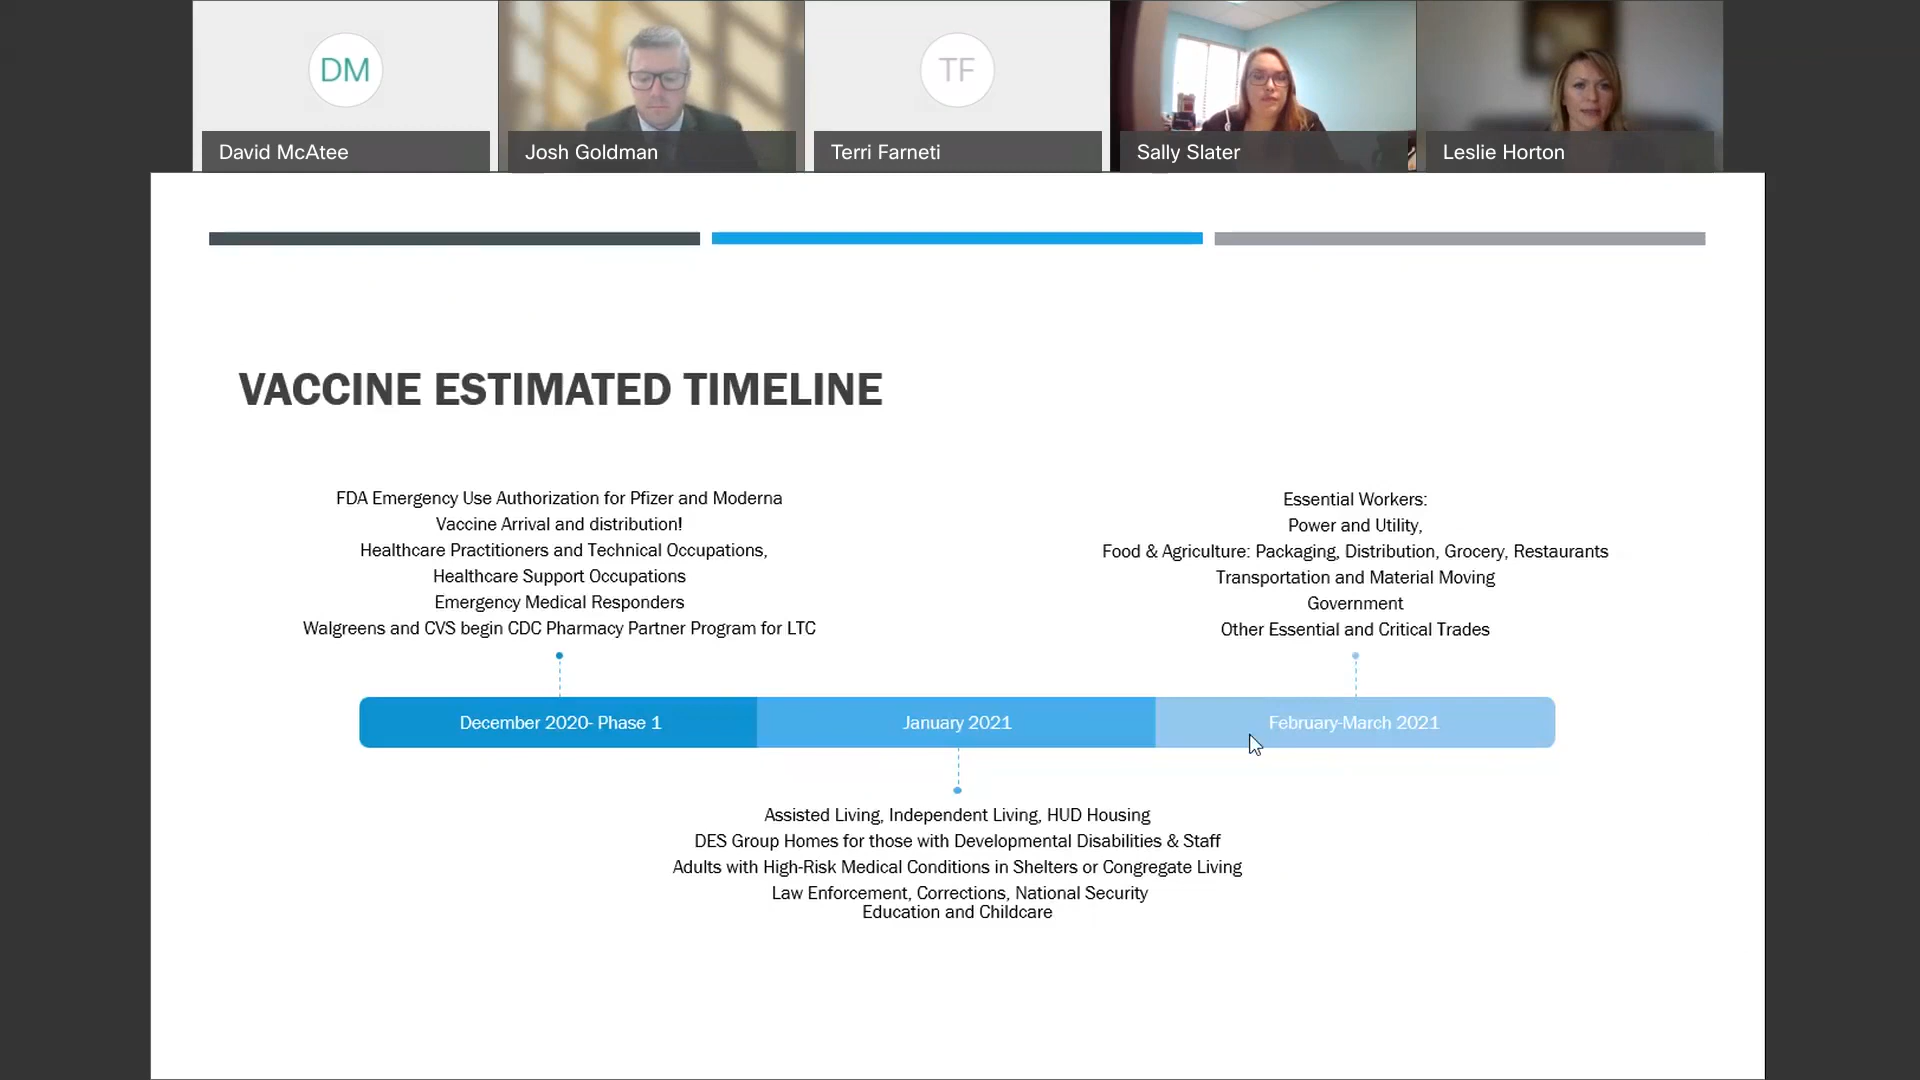 DM
TF
David McAtee
Josh Goldman
Terri Farneti
Sally Slater
Leslie Horton
VACCINE ESTIMATED TIMELINE
FDA Emergency Use Authorization for Pfizer and Moderna
Vaccine Arrival and distribution!
Healthcare Practitioners and Technical Occupations,
Healthcare Support Occupations
Emergency Medical Responders
Walgreens and CVS begin CDC Pharmacy Partner Program for LTC
Essential Workers:
Power and Utility,
Food & Agriculture: Packaging, Distribution, Grocery, Restaurants
Transportation and Material Moving
Government
Other Essential and Critical Trades
December 2020- Phase 1
January 2021
February-March 2021
Assisted Living, Independent Living, HUD Housing
DES Group Homes for those with Developmental Disabilities & Staff
Adults with High-Risk Medical Conditions in Shelters or Congregate Living
Law Enforcement, Corrections, National Security
Education and Childcare